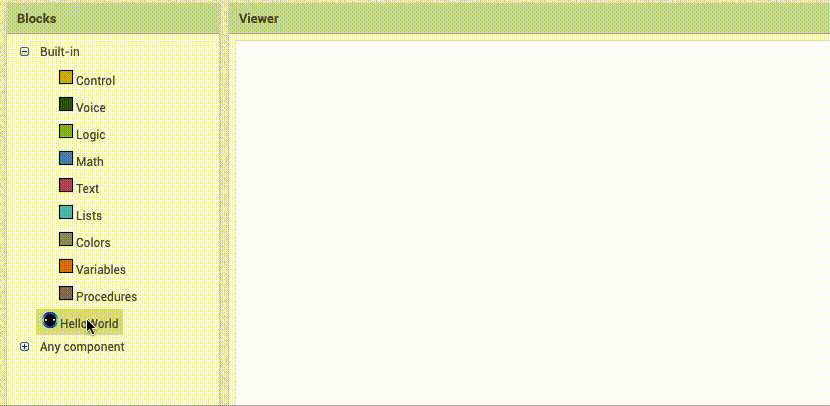 Blocks
Viewer
Built-in
Control
Voice
Logic
Math
Text
Lists
Colors
Variables
Procedures
HelloWorld
Any component